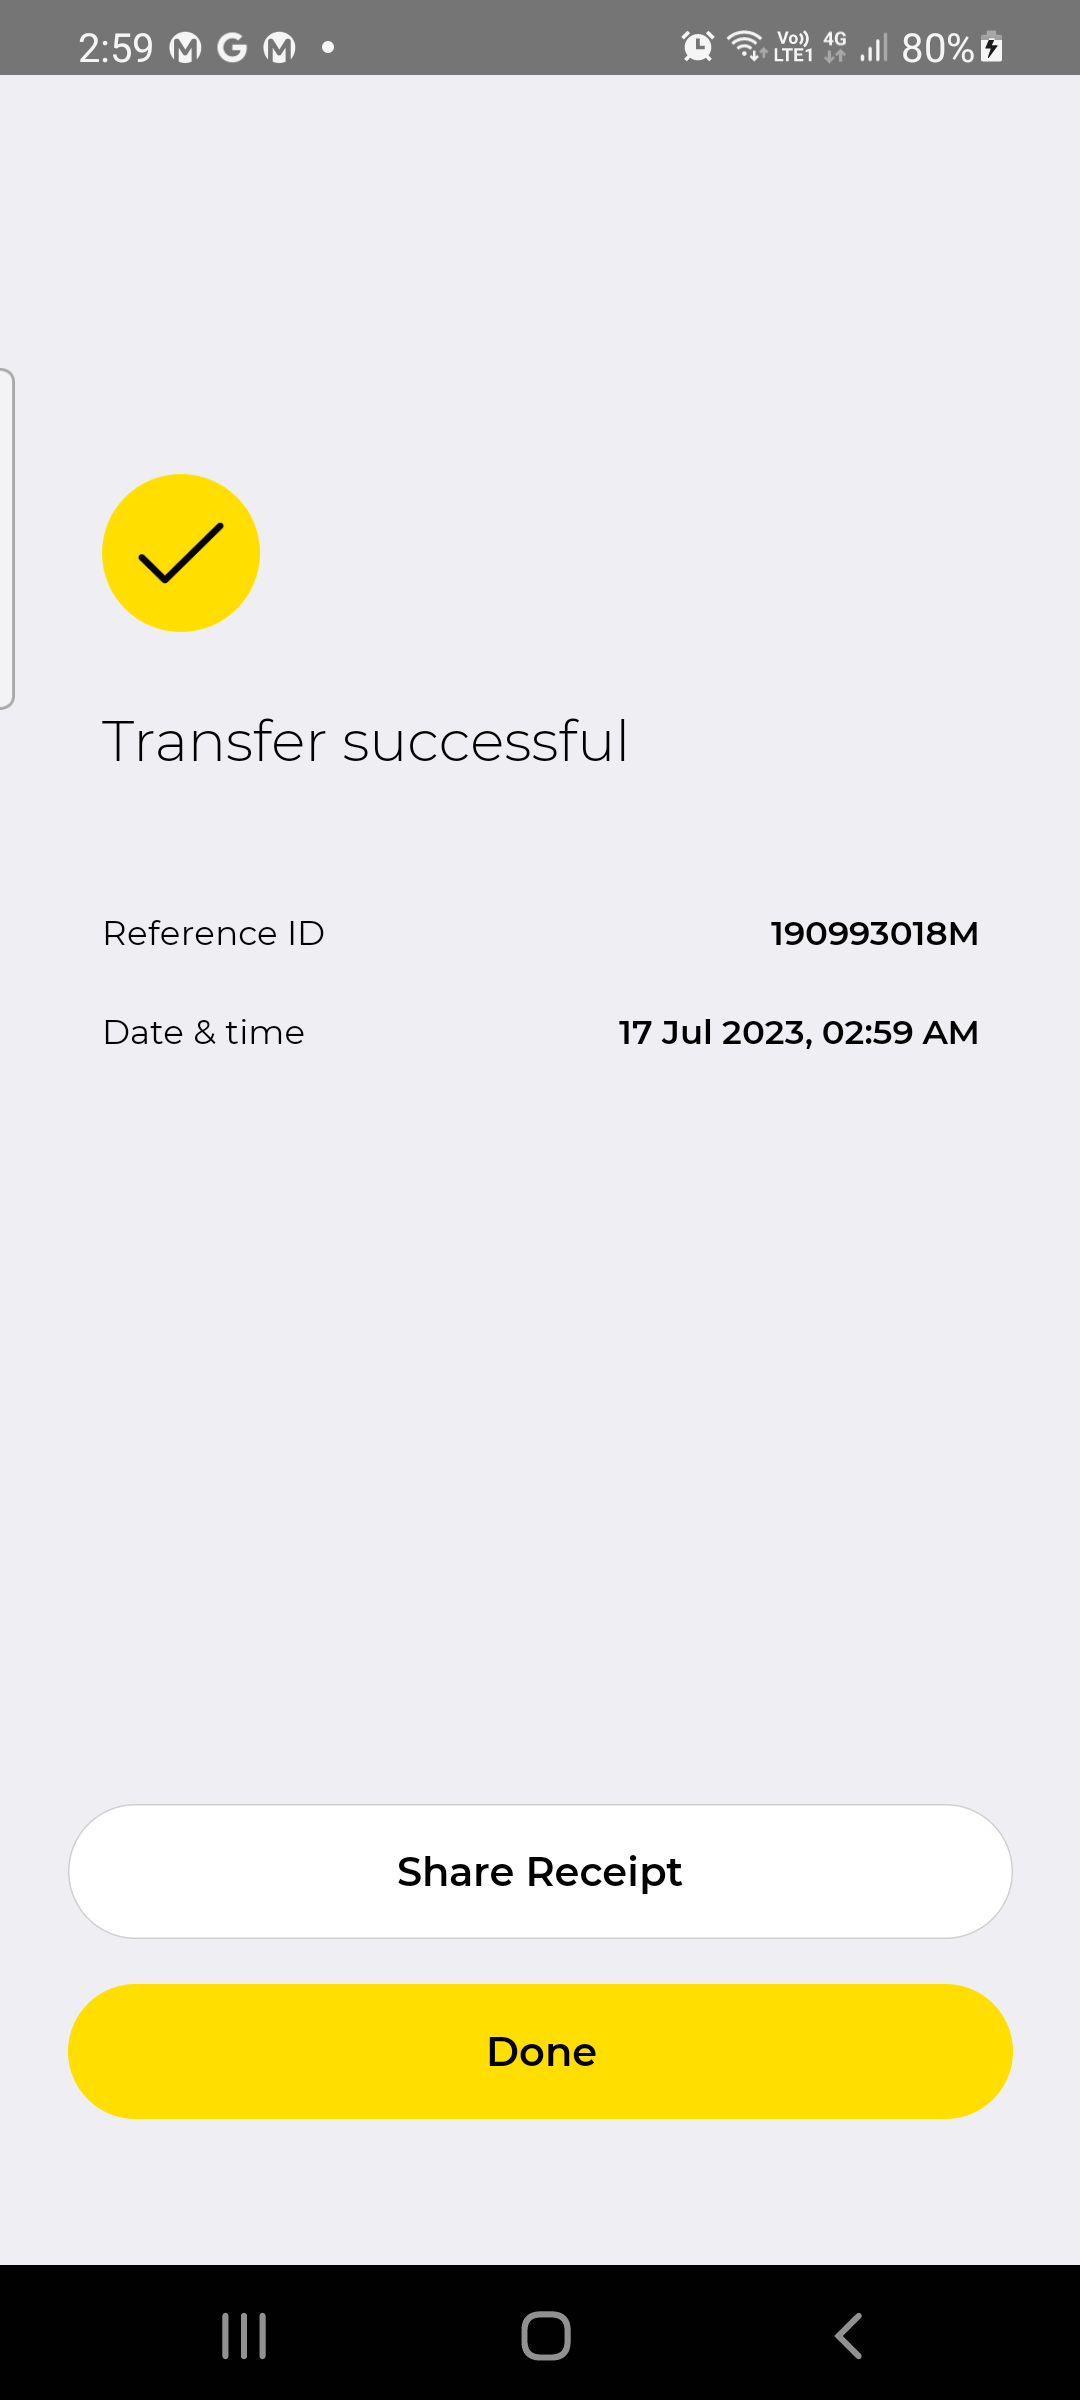 2:59
Vo)) LTE1 4G 80%
Transfer successful
Reference ID 190993018M
Date & time 17 Jul 2023, 02:59 AM
Share Receipt
Done